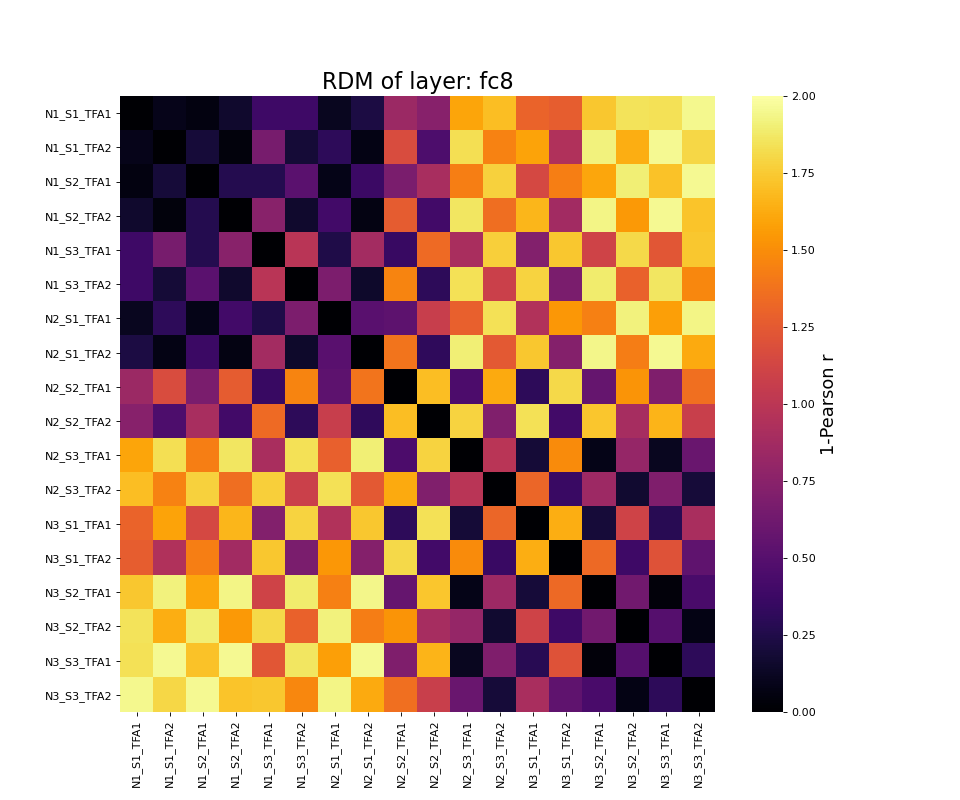 RDM of layer: fc8
N1_S1_TFA1
N1_S1_TFA2
N1_S2_TFA1
N1_S2_TFA2
N1_S3_TFA1
N1_S3_TFA2
N2_S1_TFA1
N2_S1_TFA2
N2_S2_TFA1
N2_S2_TFA2
N2_S3_TFA1
N2_S3_TFA2
N3_S1_TFA1
N3_S1_TFA2
N3_S2_TFA1
N3_S2_TFA2
N3_S3_TFA1
N3_S3_TFA2
N1_S1_TFA1
N1_S1_TFA2
N1_S2_TFA1
N1_S2_TFA2
N1_S3_TFA1
N1_S3_TFA2
N2_S1_TFA1
N2_S1_TFA2
N2_S2_TFA1
N2_S2_TFA2
N2_S3_TFA1
N2_S3_TFA2
N3_S1_TFA1
N3_S1_TFA2
N3_S2_TFA1
N3_S2_TFA2
N3_S3_TFA1
N3_S3_TFA2
2.00
1.75
1.50
1.25
1.00
0.75
0.50
0.25
0.00
1-Pearson r